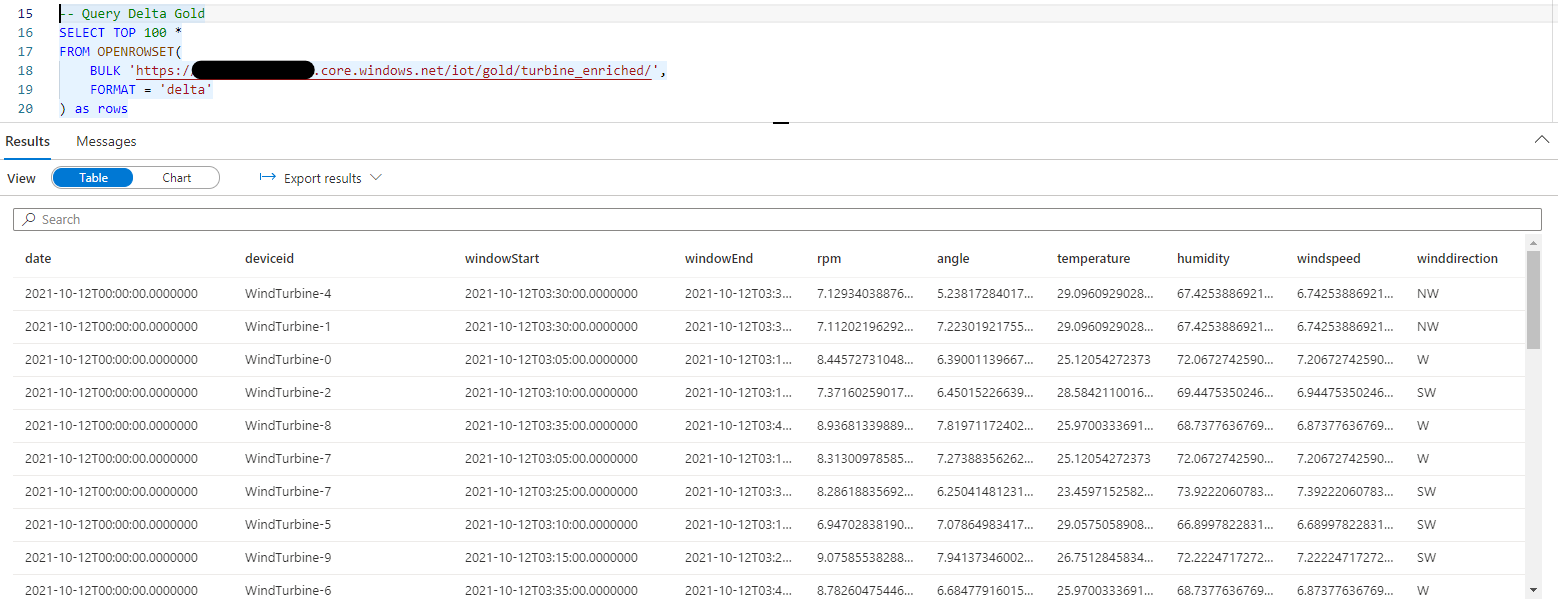 15 -- Query Delta Gold
16 SELECT TOP 100 *
17 FROM OPENROWSET(
18 BULK 'https:/ .core.windows.net/iot/gold/turbine_enriched/',
19 FORMAT = 'delta'
20 ) as rows
Results Messages
View Table Chart Export results
Search
date deviceid windowStart windowEnd rpm angle temperature humidity windspeed winddirection
2021-10-12T00:00:00.0000000 WindTurbine-4 2021-10-12T03:30:00.0000000 2021-10-12T03:3... 7.12934038876... 5.23817284017... 29.0960929028... 67.4253886921... 6.74253886921... NW
2021-10-12T00:00:00.0000000 WindTurbine-1 2021-10-12T03:30:00.0000000 2021-10-12T03:3... 7.11202196292... 7.22301921755... 29.0960929028... 67.4253886921... 6.74253886921... NW
2021-10-12T00:00:00.0000000 WindTurbine-0 2021-10-12T03:05:00.0000000 2021-10-12T03:1... 8.44572731048... 6.39001139667... 25.12054272373 72.0672742590... 7.20672742590... W
2021-10-12T00:00:00.0000000 WindTurbine-2 2021-10-12T03:10:00.0000000 2021-10-12T03:1... 7.37160259017... 6.45015226639... 28.5842110016... 69.4475350246... 6.94475350246... SW
2021-10-12T00:00:00.0000000 WindTurbine-8 2021-10-12T03:35:00.0000000 2021-10-12T03:4... 8.93681339889... 7.81971172402... 25.9700333691... 68.7377636769... 6.87377636769... W
2021-10-12T00:00:00.0000000 WindTurbine-7 2021-10-12T03:05:00.0000000 2021-10-12T03:1... 8.31300978585... 7.27388356262... 25.12054272373 72.0672742590... 7.20672742590... W
2021-10-12T00:00:00.0000000 WindTurbine-7 2021-10-12T03:25:00.0000000 2021-10-12T03:3... 8.28618835692... 6.25041481231... 23.4597152582... 73.9222060783... 7.39222060783... SW
2021-10-12T00:00:00.0000000 WindTurbine-5 2021-10-12T03:10:00.0000000 2021-10-12T03:1... 6.94702838190... 7.07864983417... 29.0575058908... 66.8997822831... 6.68997822831... SW
2021-10-12T00:00:00.0000000 WindTurbine-9 2021-10-12T03:15:00.0000000 2021-10-12T03:2... 9.07585538288... 7.94137346002... 26.7512845834... 72.2224717272... 7.22224717272... SW
2021-10-12T00:00:00.0000000 WindTurbine-6 2021-10-12T03:35:00.0000000 2021-10-12T03:4... 8.78260475446... 6.68477916015... 25.9700333691... 68.7377636769... 6.87377636769... W